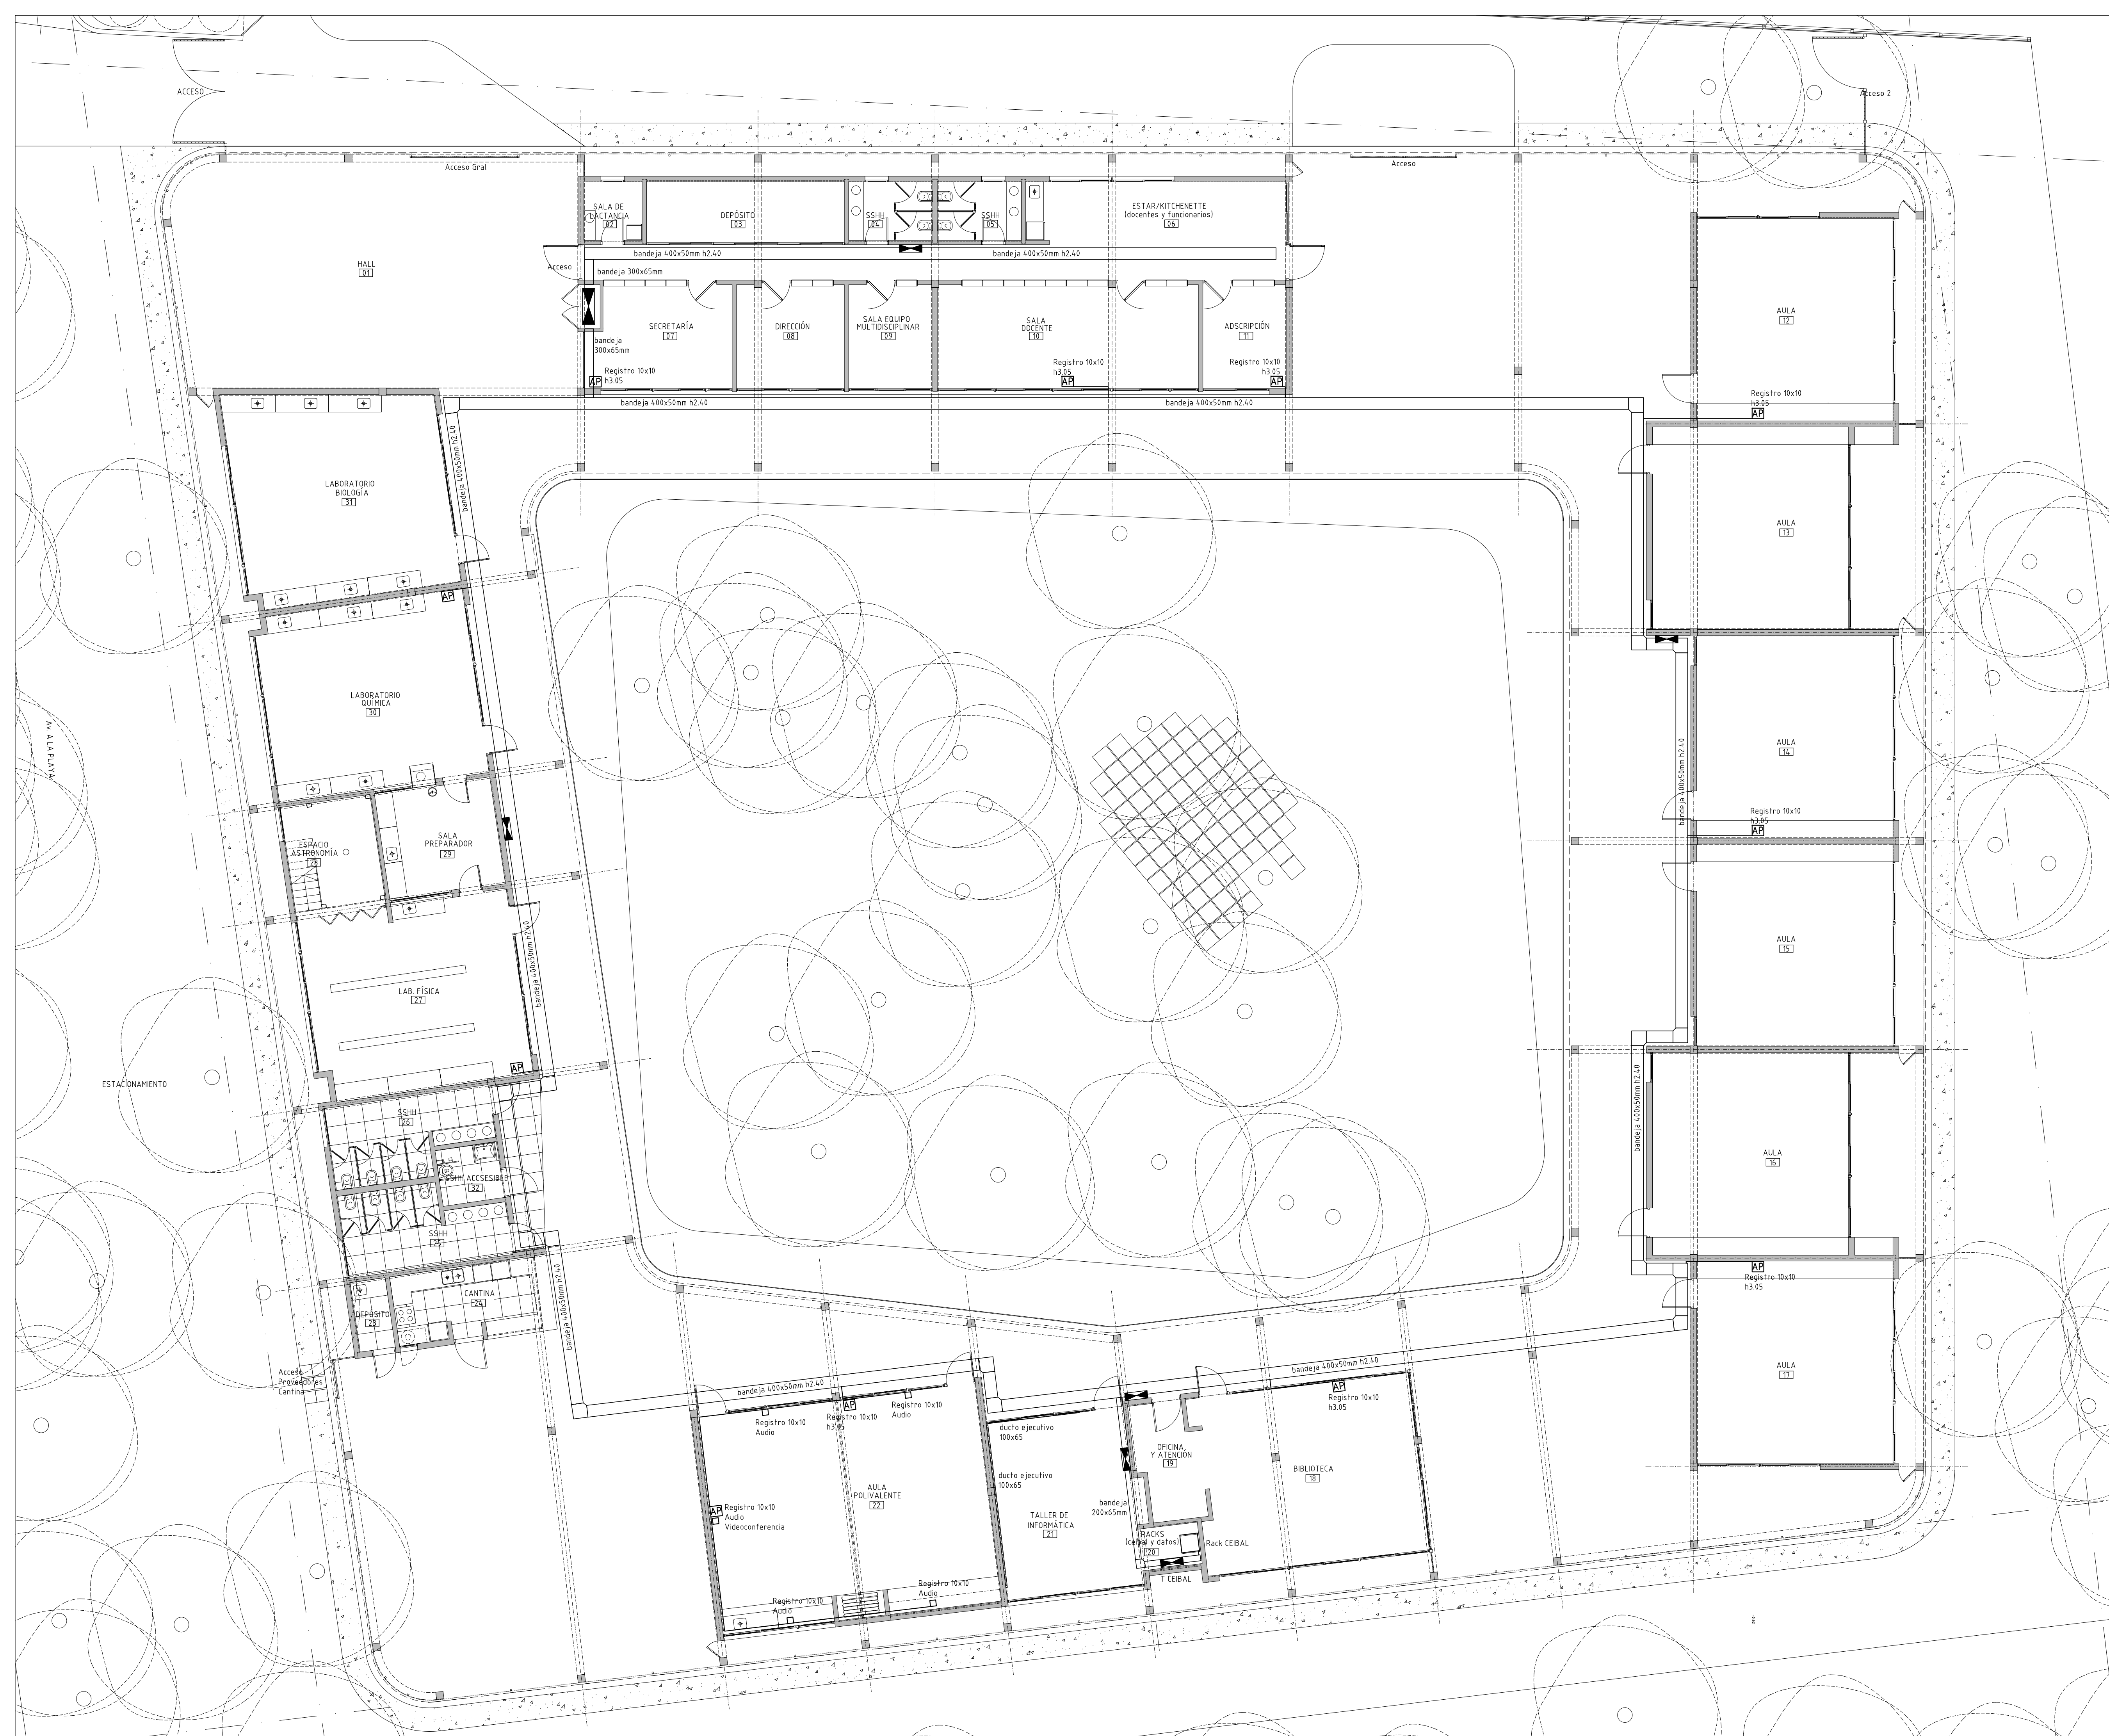 ACCESO
Acceso 2
Acceso Gral
Acceso
SALA DE
LACTANCIA
02
DEPÓSITO
03
SSHH
04
SSHH
05
ESTAR/KITCHENETTE
(docentes y funcionarios)
06
bandeja 400x50mm h2.40
bandeja 400x50mm h2.40
HALL
01
Acceso
bandeja 300x65mm
SECRETARÍA
07
DIRECCIÓN
08
SALA EQUIPO
MULTIDISCIPLINAR
09
SALA
DOCENTE
10
ADSCRIPCIÓN
11
AULA
12
bandeja
300x65mm
Registro 10x10
h3.05
AP
Registro 10x10
h3.05
AP
Registro 10x10
h3.05
AP
Registro 10x10
h3.05
AP
bandeja 400x50mm h2.40
bandeja 400x50mm h2.40
bandeja 400x50mm h2.40
LABORATORIO
BIOLOGÍA
31
AULA
13
AP
LABORATORIO
QUÍMICA
30
AULA
14
bandeja 400x50mm h2.40
Av. A LA PLAYA
Registro 10x10
h3.05
AP
SALA
PREPARADOR
29
ESPACIO
ASTRONOMÍA
28
AULA
15
bandeja 400x50mm h2.40
LAB. FÍSICA
27
AP
ESTACIONAMIENTO
bandeja 400x50mm h2.40
SSHH
26
AULA
16
SSHH ACCSESIBLE
32
SSHH
25
AP
Registro 10x10
h3.05
CANTINA
24
DEPÓSITO
23
bandeja 400x50mm h2.40
Acceso
Proveedores
Cantina
AULA
17
bandeja 400x50mm h2.40
bandeja 400x50mm h2.40
AP
Registro 10x10
h3.05
Registro 10x10
Audio
AP
Registro 10x10
h3.05
Registro 10x10
Audio
ducto ejecutivo
100x65
OFICINA
Y ATENCIÓN
19
BIBLIOTECA
18
ducto ejecutivo
100x65
AULA
POLIVALENTE
22
bandeja
200x65mm
AP
Registro 10x10
Audio
Videoconferencia
TALLER DE
INFORMÁTICA
21
RACKS
(ceibal y datos)
20
Rack CEIBAL
T CEIBAL
Registro 10x10
Audio
Registro 10x10
Audio